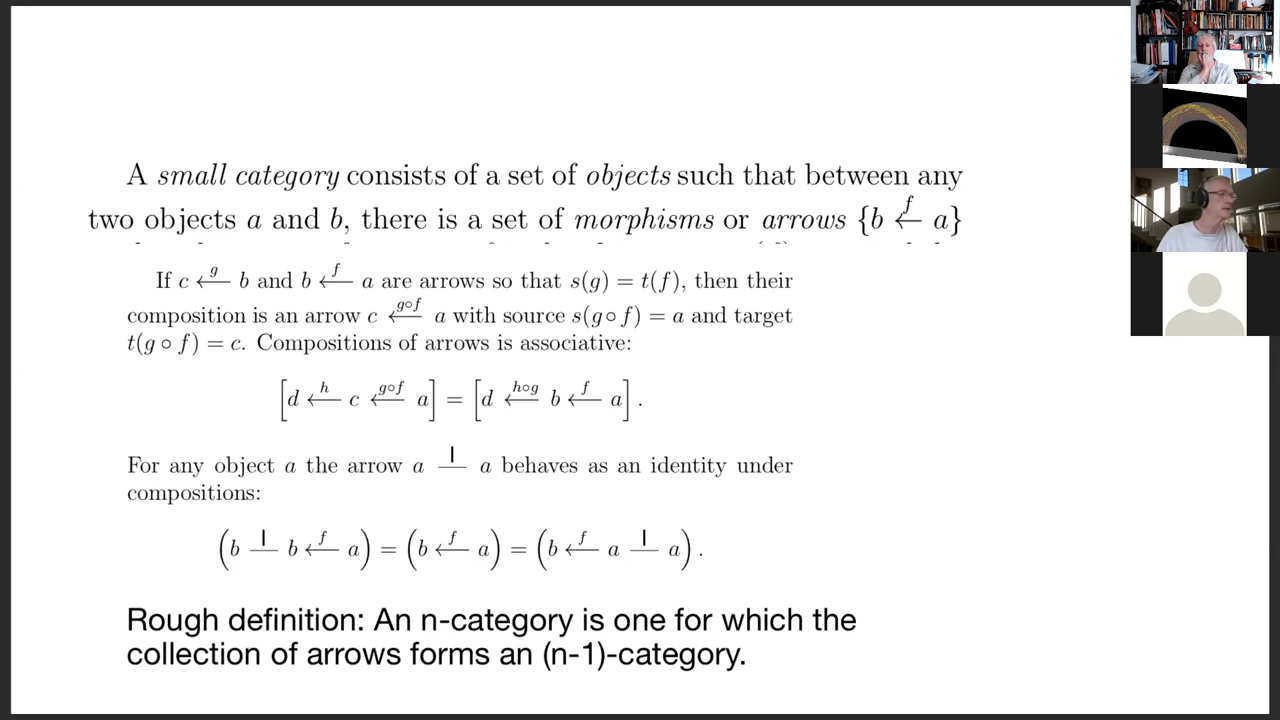 A small category consists of a set of objects such that between any
two objects a and b, there is a set of morphisms or arrows {b ←f a}
If c ←g b and b ←f a are arrows so that s(g) = t(f), then their
composition is an arrow c ←g∘f a with source s(g∘f) = a and target
t(g ∘ f) = c. Compositions of arrows is associative:
[d ←h c ←g∘f a] = [d ←h∘g b ←f a].
For any object a the arrow a —I a behaves as an identity under
compositions:
(b —I b ←f a) = (b ←f a) = (b ←f a —I a).
Rough definition: An n-category is one for which the
collection of arrows forms an (n-1)-category.